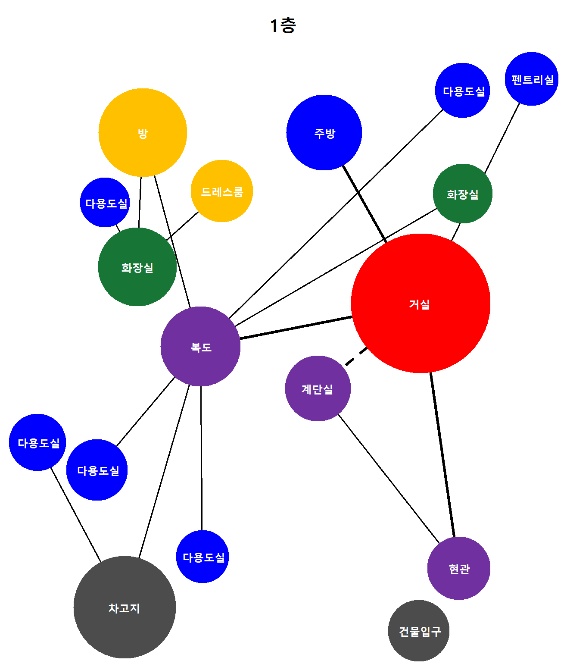 1층
펜트리실
다용도실
방
주방
드레스룸
화장실
다용도실
화장실
거실
복도
계단실
다용도실
다용도실
다용도실
현관
차고지
건물입구